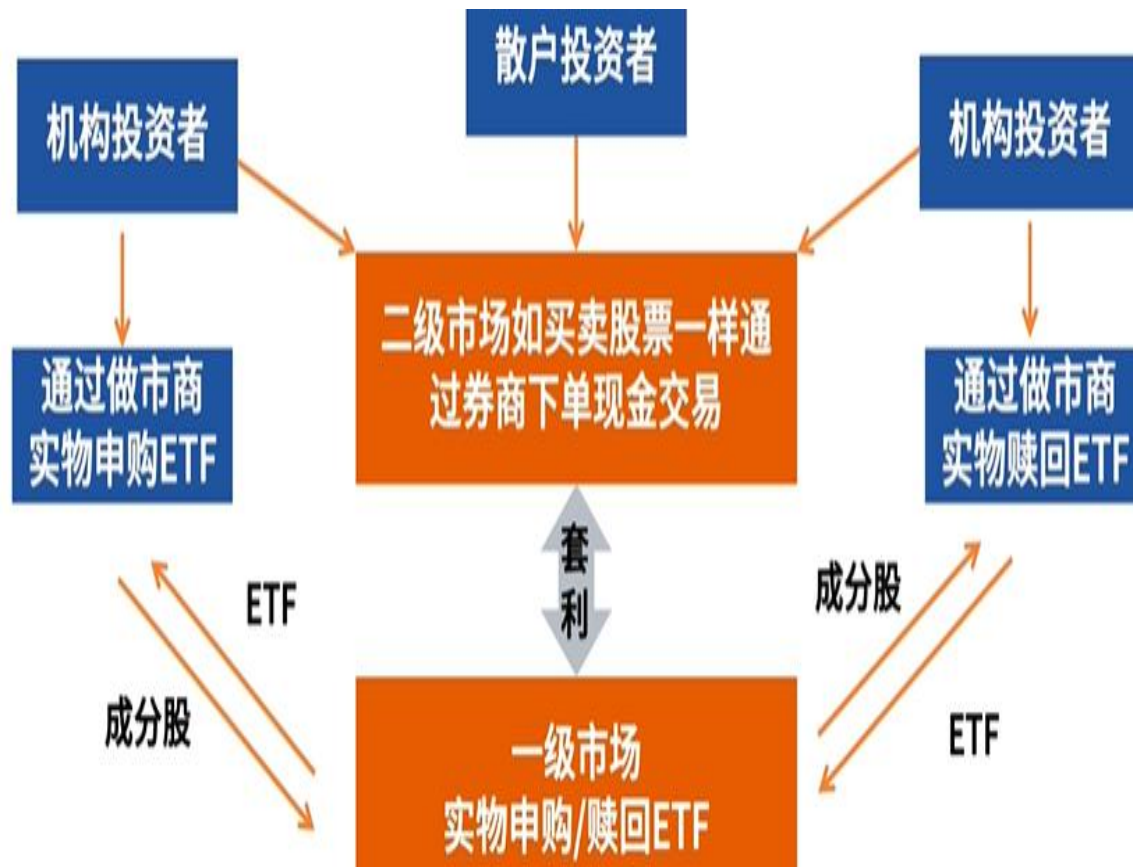 散户投资者
机构投资者
机构投资者
二级市场如买卖股票一样通
过券商下单现金交易
通过做市商
实物申购ETF
通过做市商
实物赎回ETF
套
利
ETF
成分股
成分股
ETF
一级市场
实物申购/赎回ETF